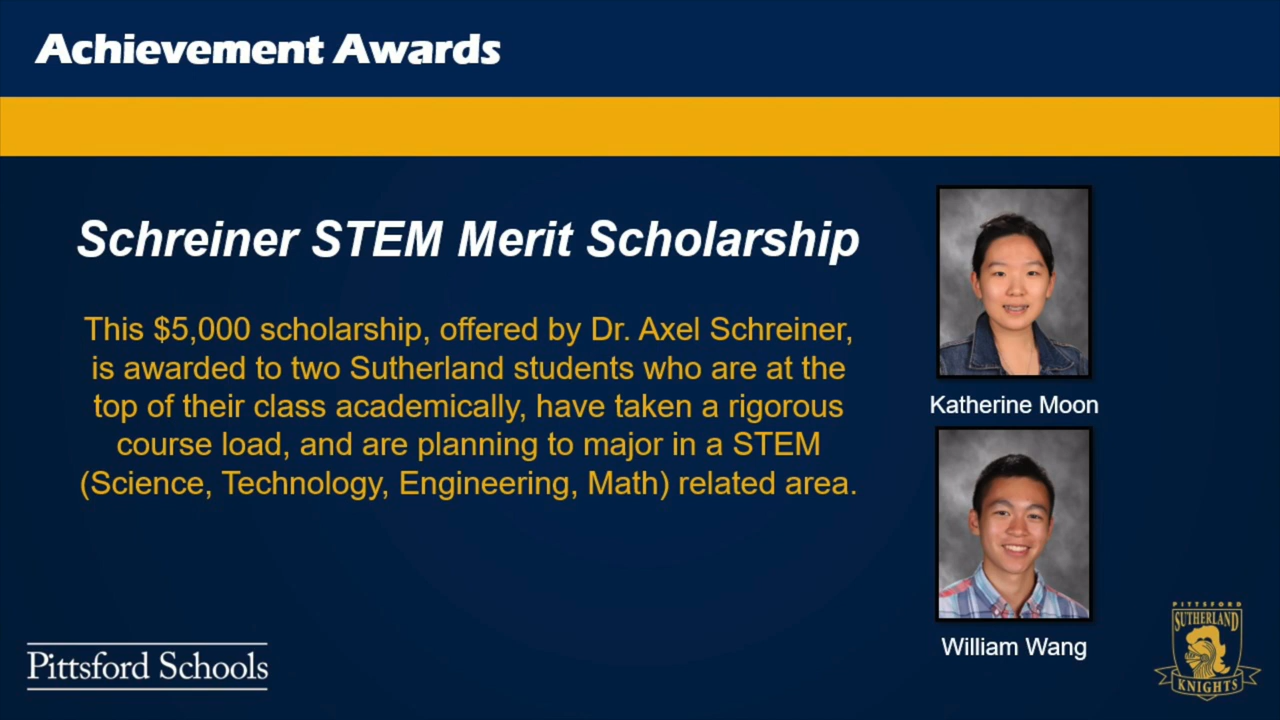 Achievement Awards
Schreiner STEM Merit Scholarship
This $5,000 scholarship, offered by Dr. Axel Schreiner,
is awarded to two Sutherland students who are at the
top of their class academically, have taken a rigorous
course load, and are planning to major in a STEM
(Science, Technology, Engineering, Math) related area.
Katherine Moon
William Wang
Pittsford Schools
PITTSFORD
SUTHERLAND
KNIGHTS